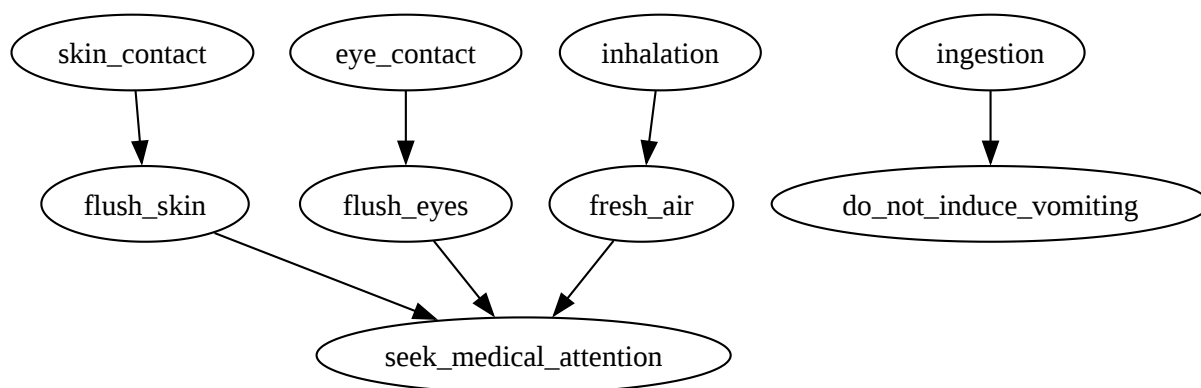 skin_contact
eye_contact
inhalation
ingestion
flush_skin
flush_eyes
fresh_air
do_not_induce_vomiting
seek_medical_attention